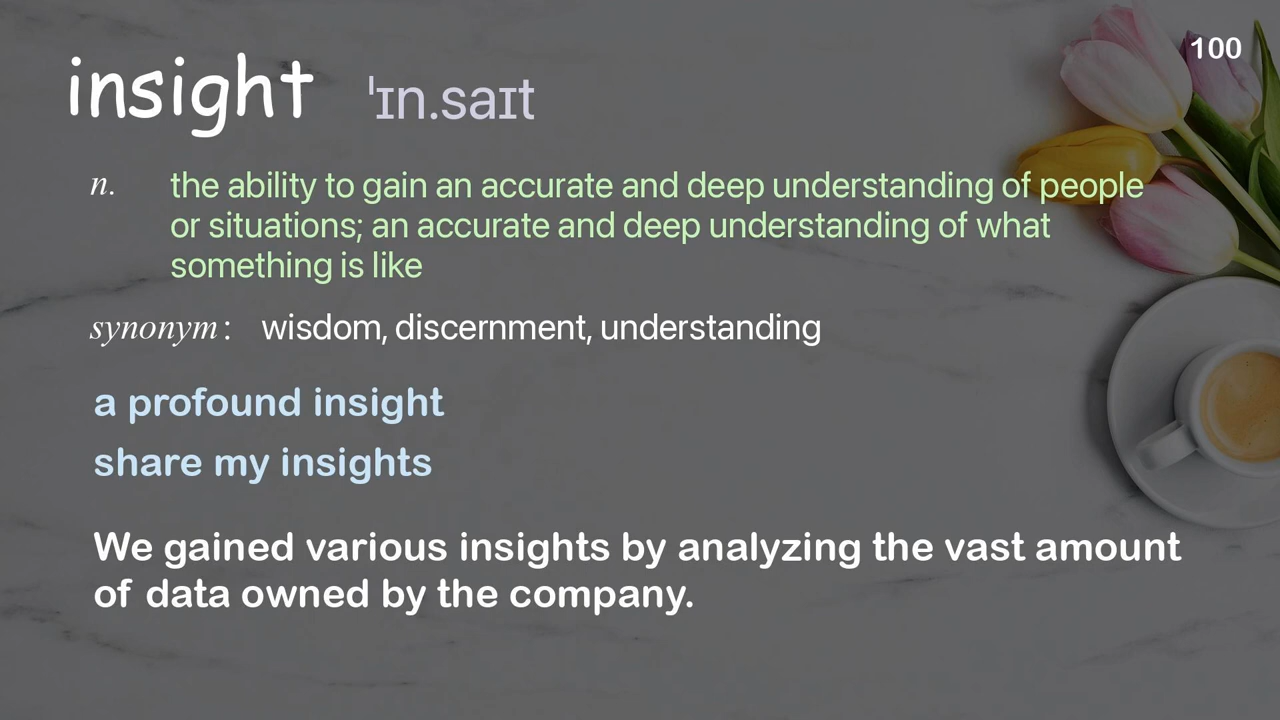 100
insight ˈɪn.saɪt
n. the ability to gain an accurate and deep understanding of people
or situations; an accurate and deep understanding of what
something is like
synonym: wisdom, discernment, understanding
a profound insight
share my insights
We gained various insights by analyzing the vast amount
of data owned by the company.